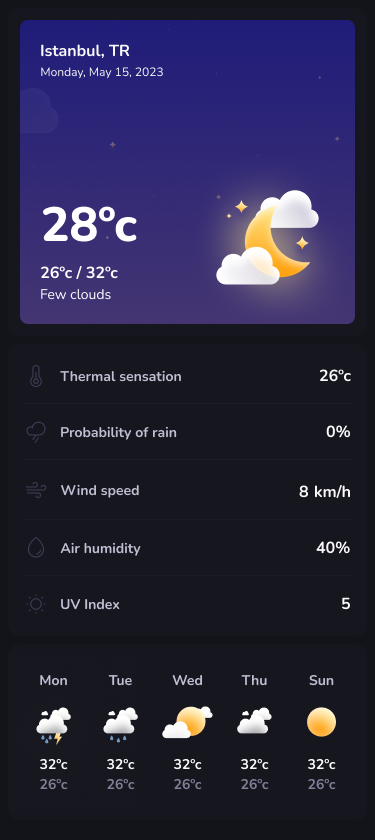 Istanbul, TR
Monday, May 15, 2023
28ºc
26ºc / 32ºc
Few clouds
Thermal sensation 26ºc
Probability of rain 0%
Wind speed 8 km/h
Air humidity 40%
UV Index 5
Mon Tue Wed Thu Sun
32ºc 32ºc 32ºc 32ºc 32ºc
26ºc 26ºc 26ºc 26ºc 26ºc